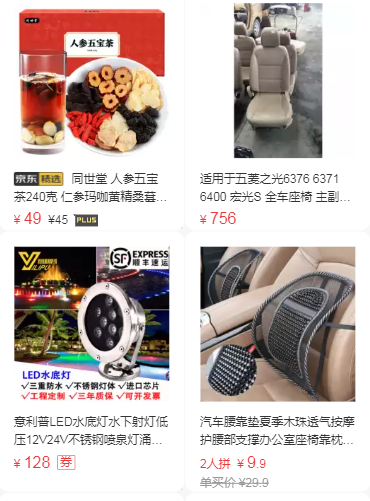 人参五宝茶
京东精选 同世堂 人参五宝
茶240克 仁参玛咖黄精桑葚…
¥ 49 ¥45 PLUS
适用于五菱之光6376 6371
6400 宏光S 全车座椅 主副…
¥ 756
YILIPU
SF EXPRESS
顺丰速运
LED水底灯
✓三重防水 ✓不锈钢灯体 ✓进口芯片
✓工程定制 ✓三年质保 ✓可开发票
意利普LED水底灯水下射灯低
压12V24V不锈钢喷泉灯涌…
¥ 128 券
汽车腰靠垫夏季木珠透气按摩
护腰部支撑办公室座椅靠枕…
2人拼 ¥ 9.9
单买价 ¥29.9